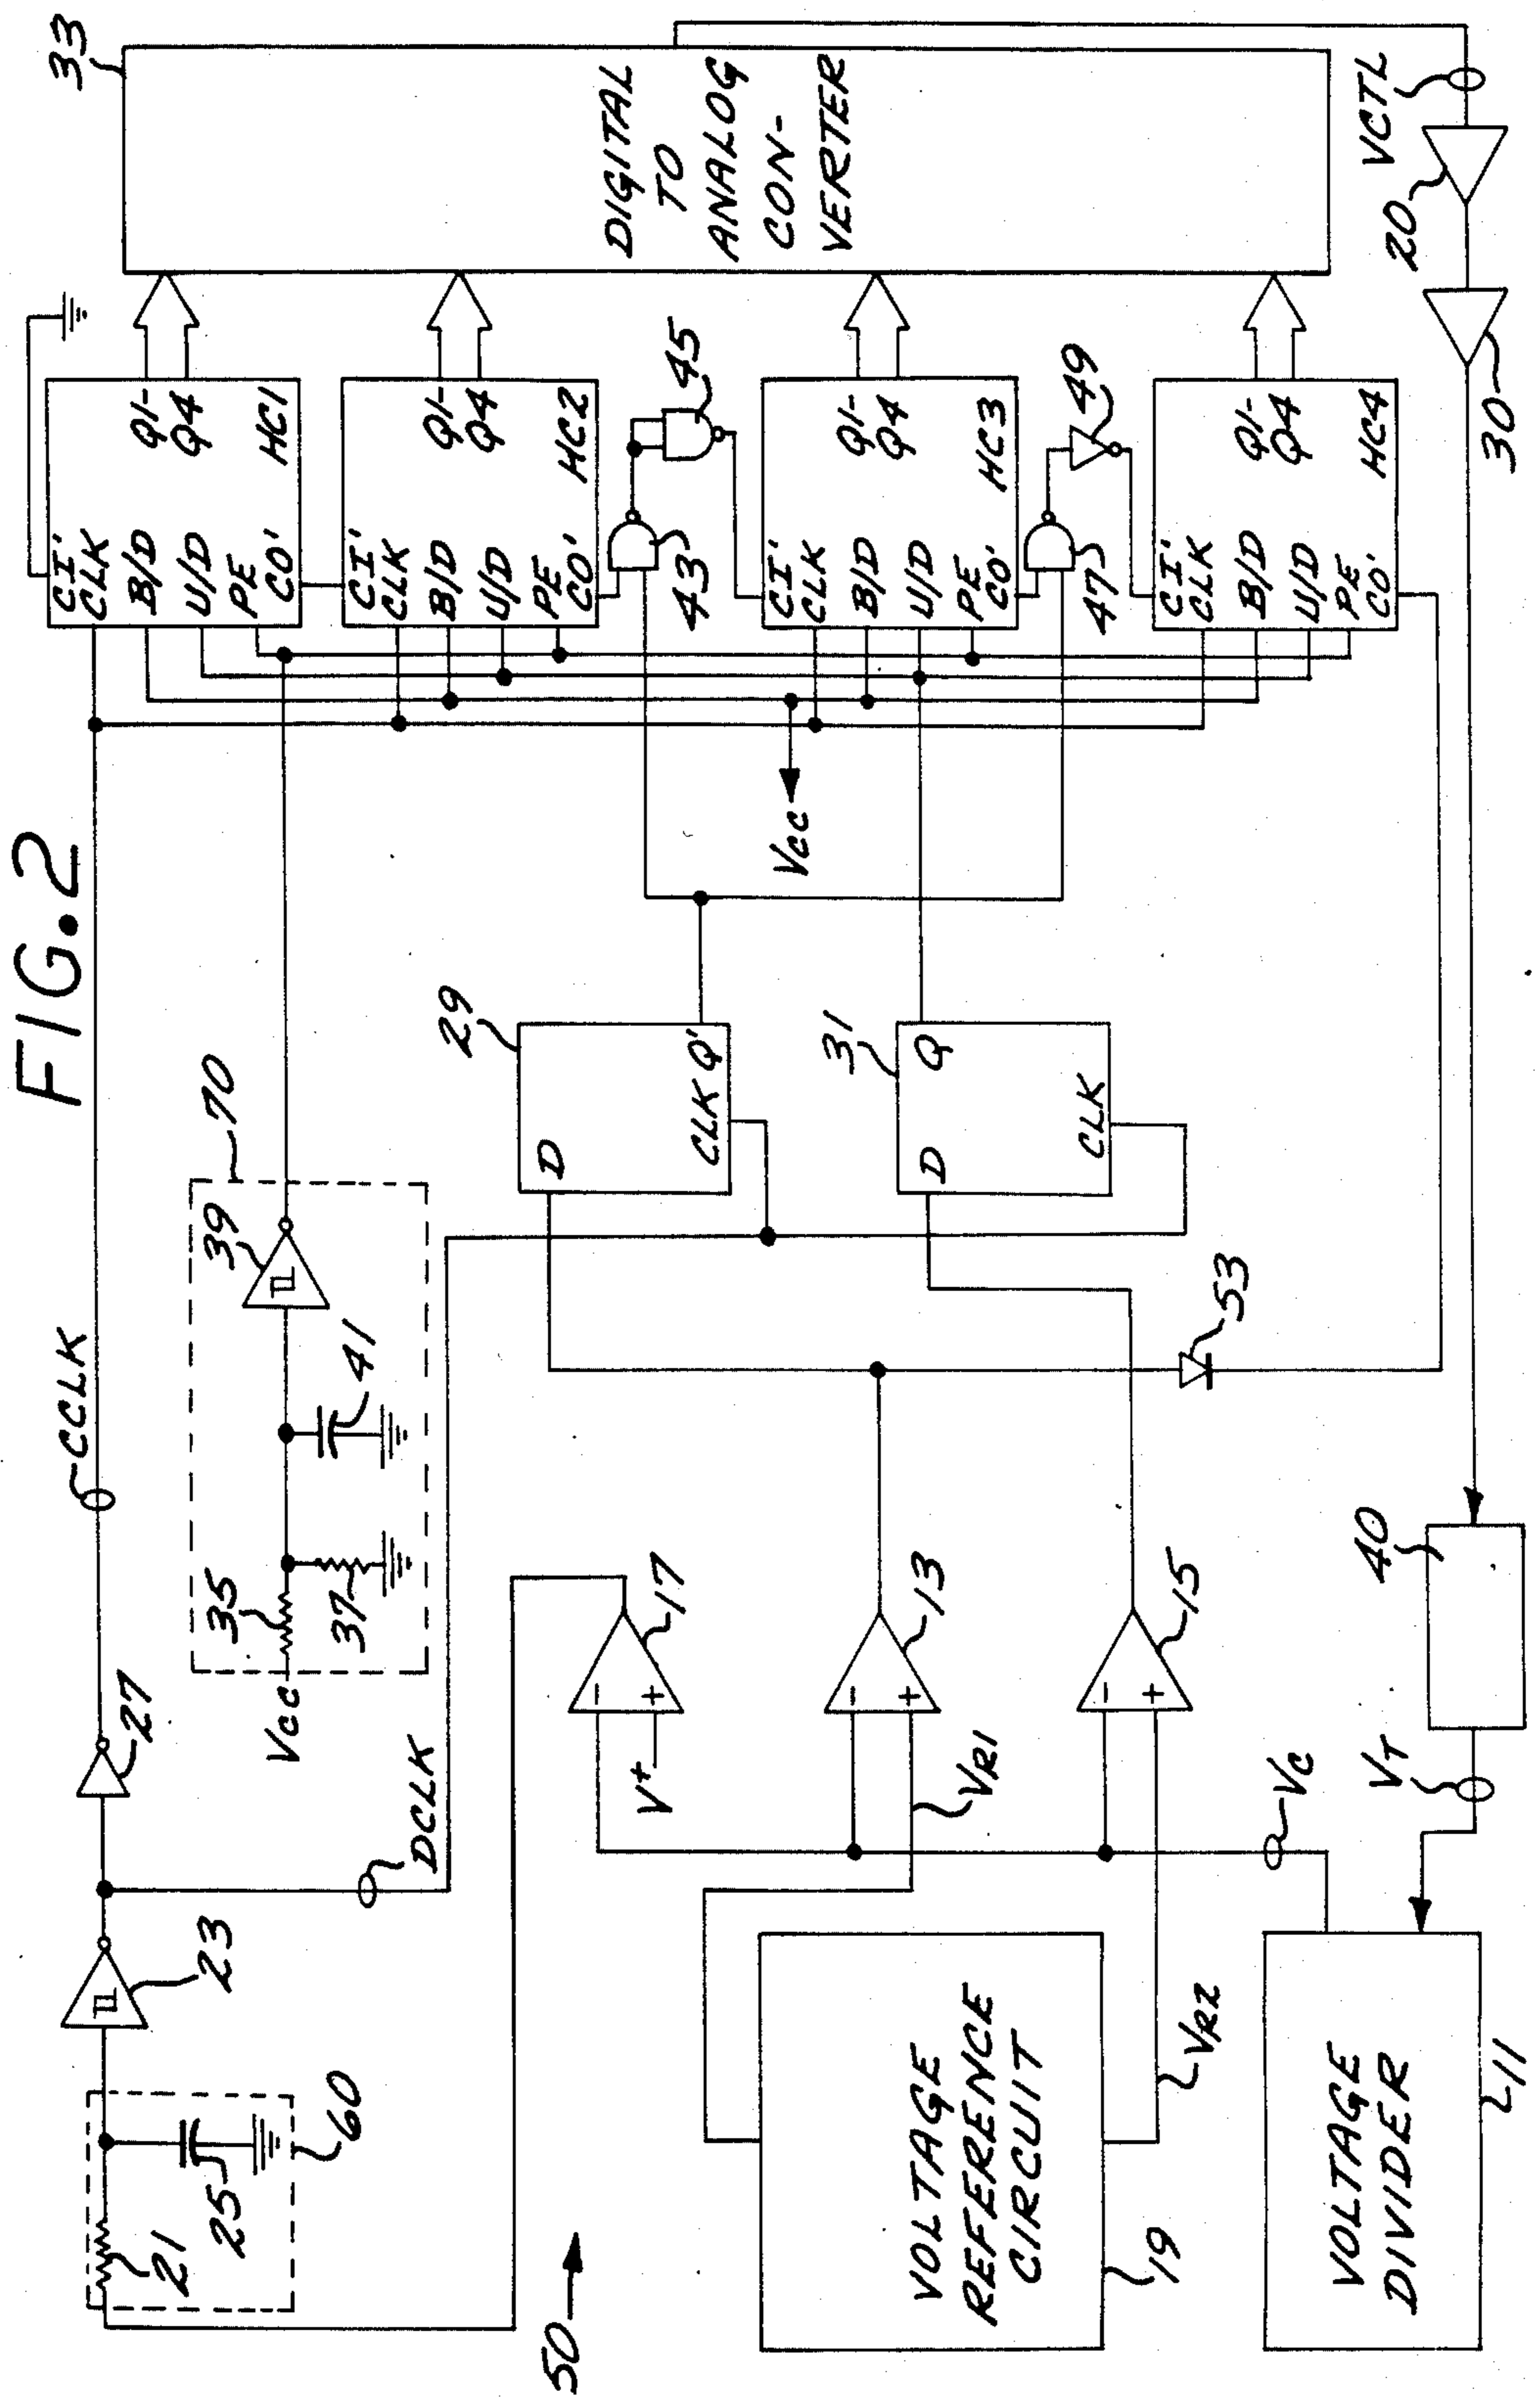 FIG. 2
33
DIGITAL
TO
ANALOG
CON-
VERTER
VCTL
20
30
CI'
CLK
B/D
U/D
PE
CO'
Q1-
Q4
HC1
CI'
CLK
B/D
U/D
PE
CO'
Q1-
Q4
HC2
43
45
CI'
CLK
B/D
U/D
PE
CO'
Q1-
Q4
HC3
47
49
CI'
CLK
B/D
U/D
PE
CO'
Q1-
Q4
HC4
Vcc
CCLK
27
23
60
21
25
DCLK
70
Vcc
35
37
39
41
29
D
CLK Q'
31
D
Q
CLK
53
17
-
+
V+
13
-
+
VR1
15
-
+
VR2
VC
VT
40
50
VOLTAGE
REFERENCE
CIRCUIT
19
VOLTAGE
DIVIDER
11